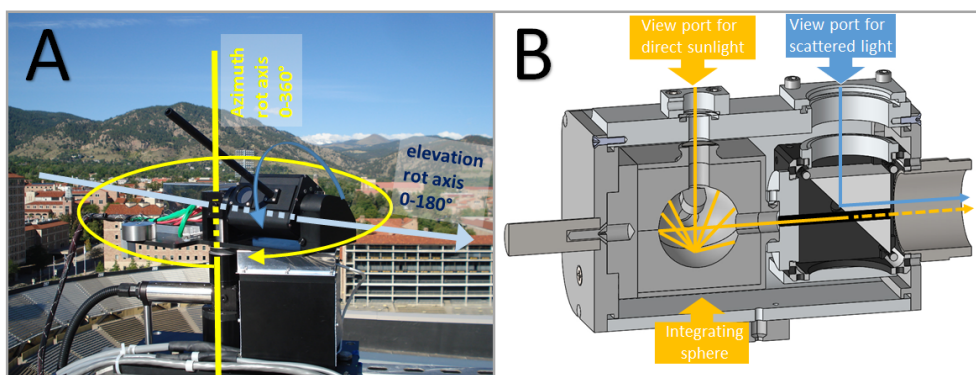 A
Azimuth
rot axis
0-360°
elevation
rot axis
0-180°
B
View port for
direct sunlight
View port for
scattered light
Integrating
sphere